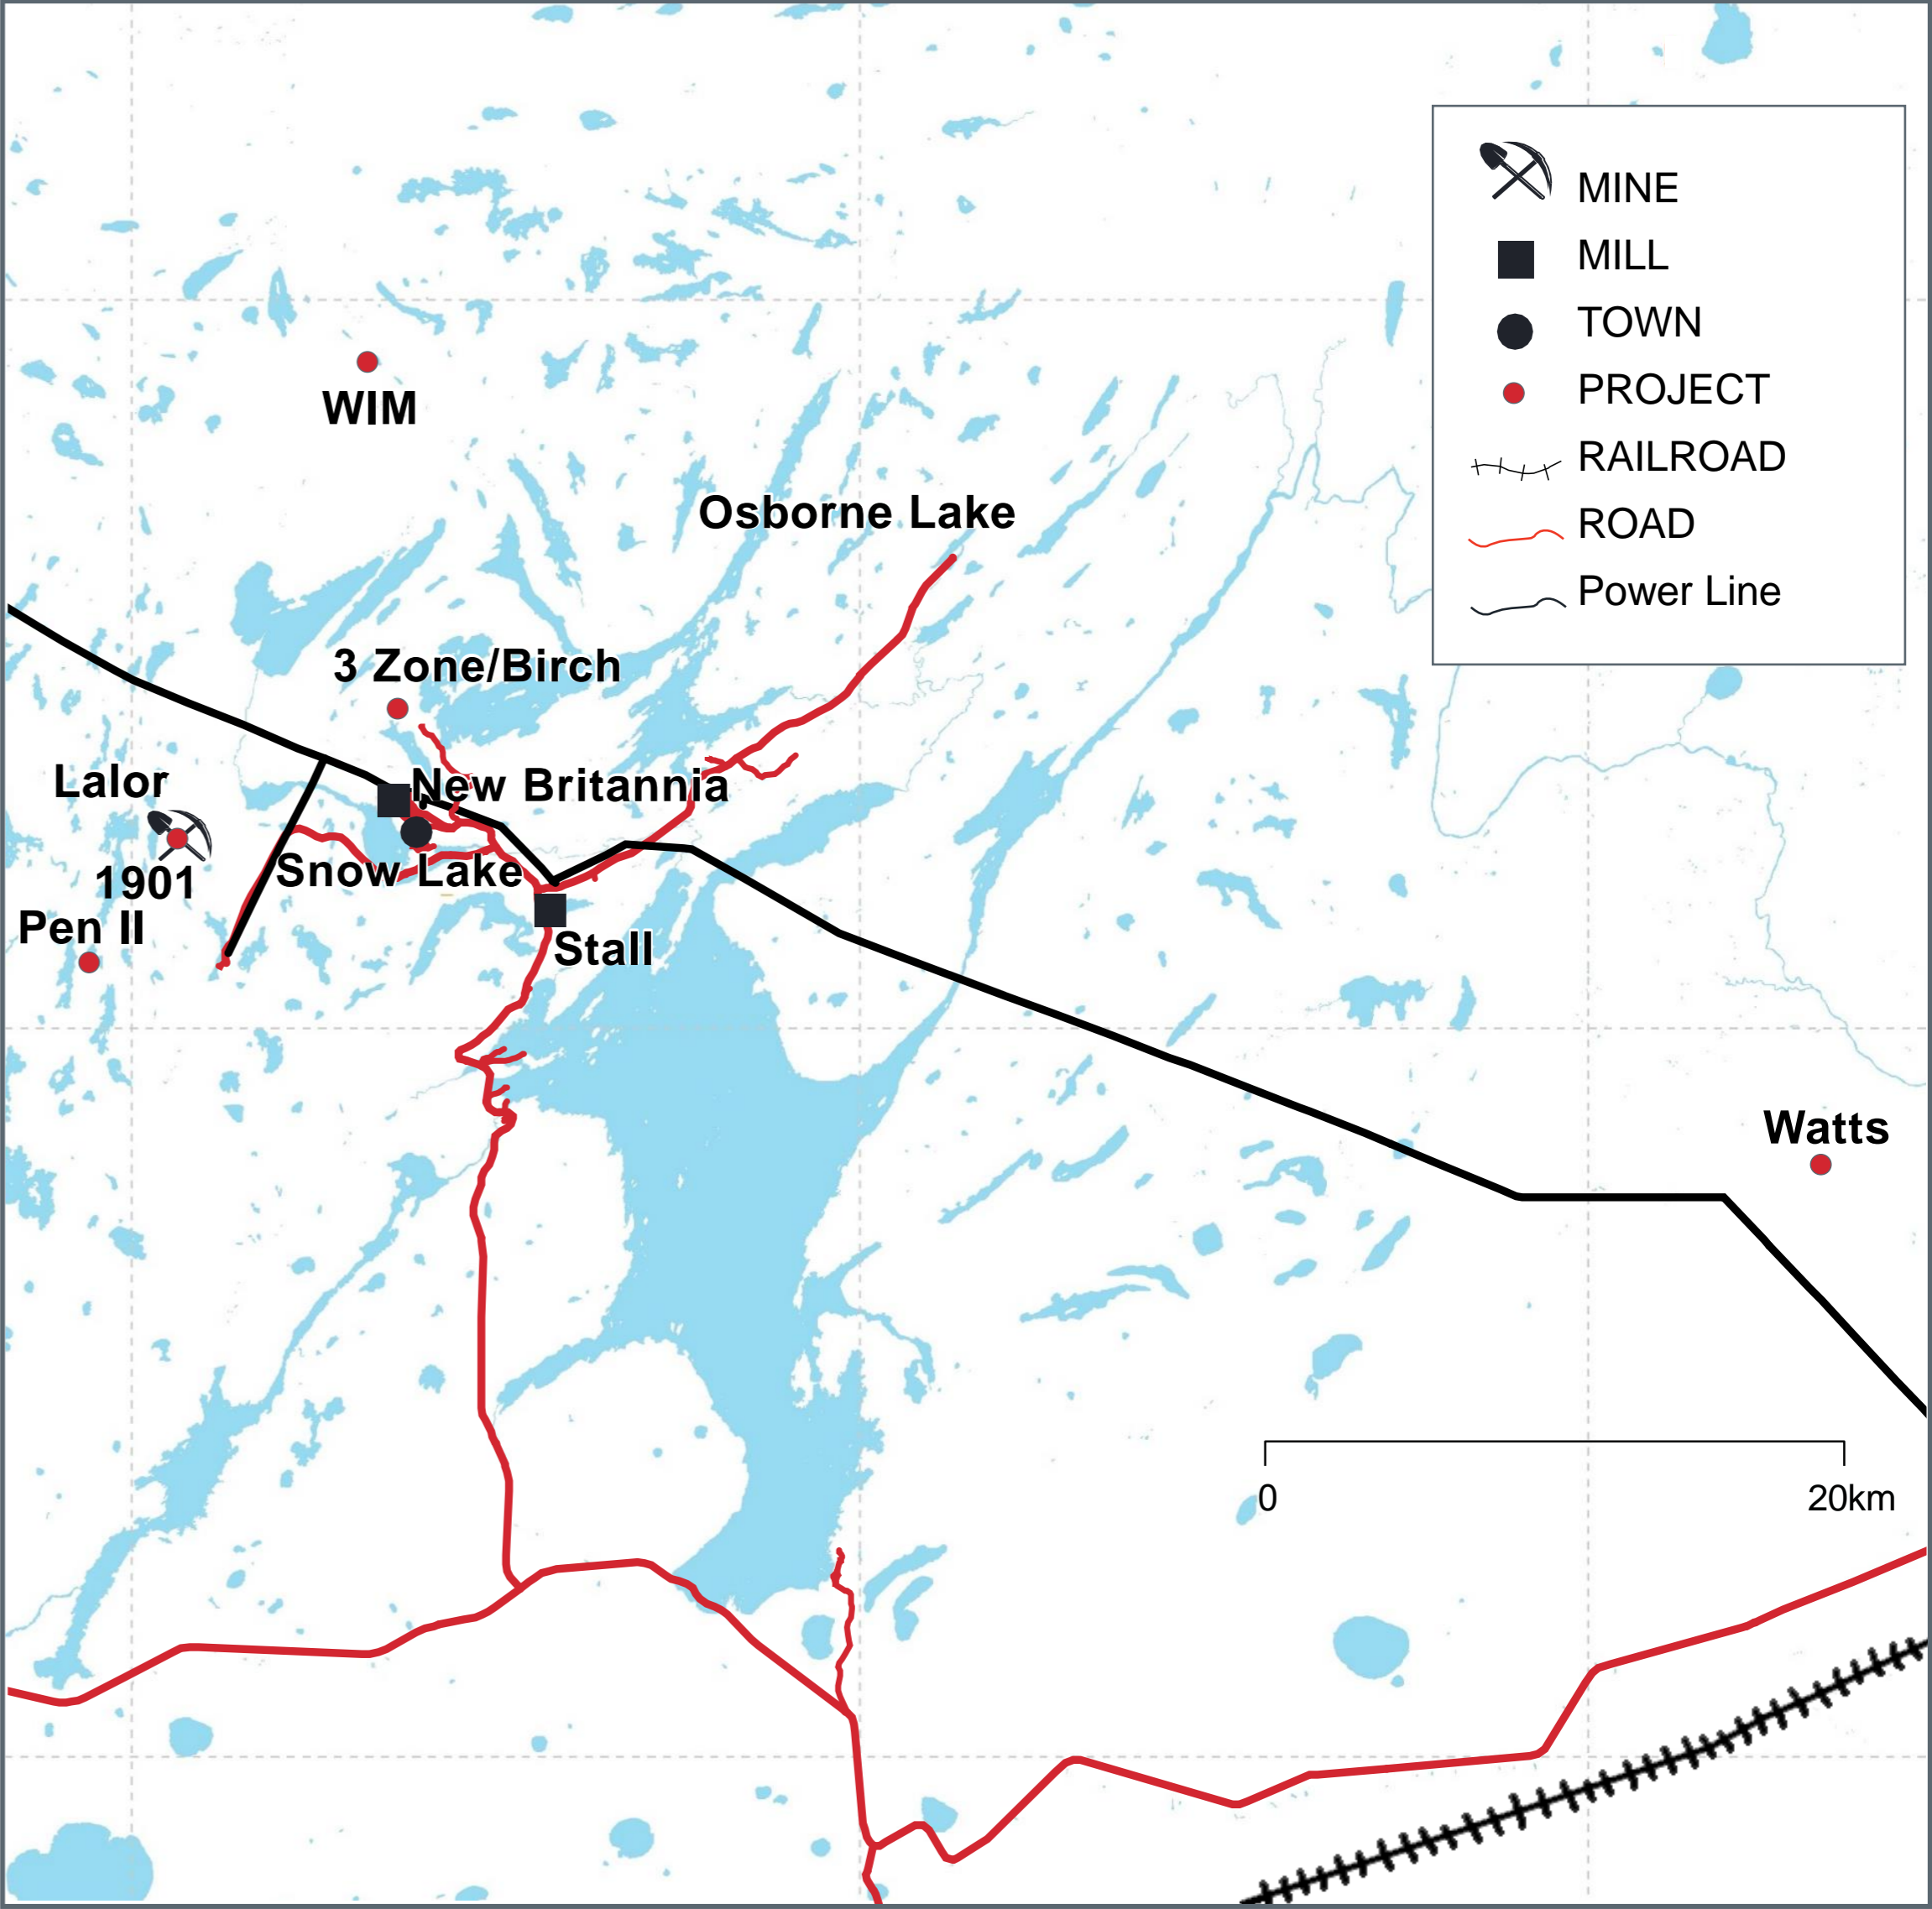 MINE
MILL
TOWN
PROJECT
RAILROAD
ROAD
Power Line
WIM
Osborne Lake
3 Zone/Birch
Lalor
New Britannia
1901
Snow Lake
Pen II
Stall
Watts
0
20km